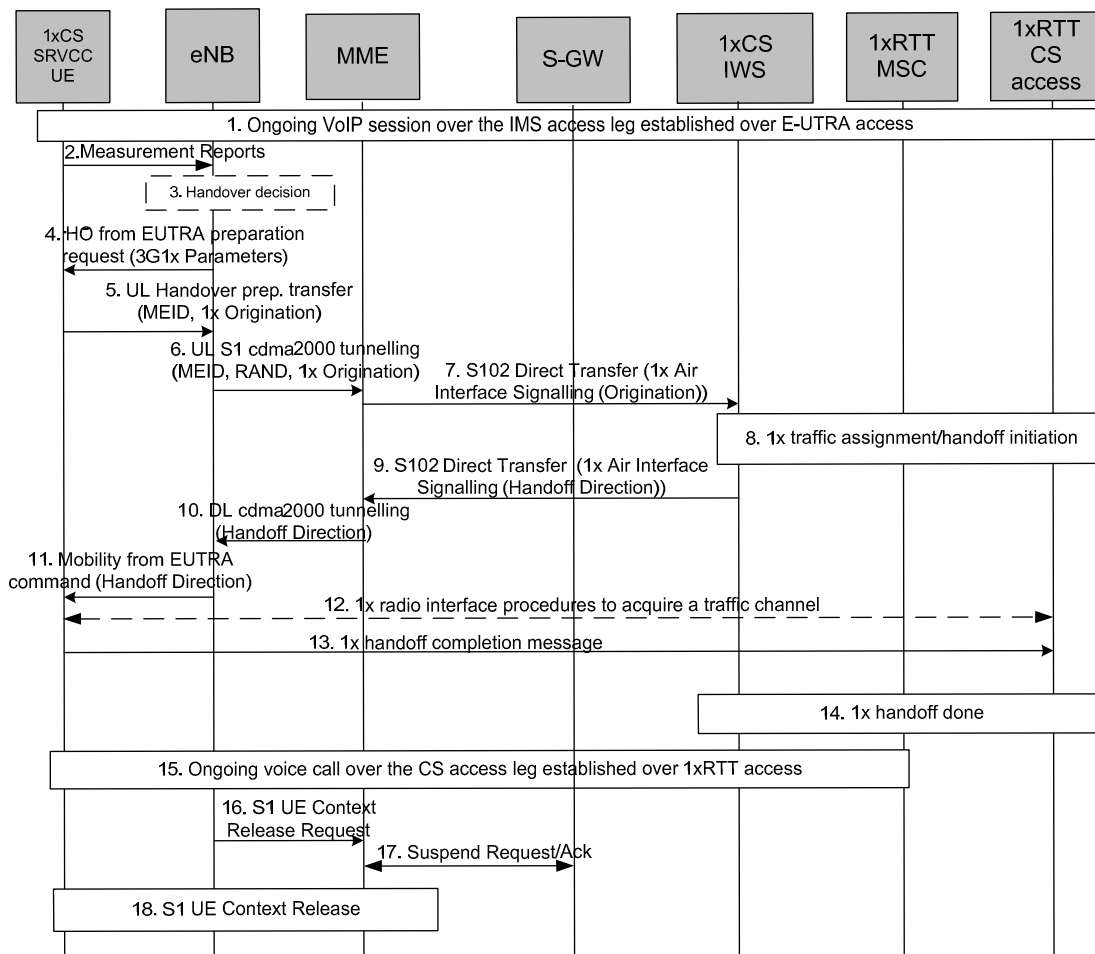 1xCS
SRVCC
UE
eNB
MME
S-GW
1xCS
IWS
1xRTT
MSC
1xRTT
CS
access
1. Ongoing VoIP session over the IMS access leg established over E-UTRA access
2.Measurement Reports
3. Handover decision
4. HO from EUTRA preparation
request (3G1x Parameters)
5. UL Handover prep. transfer
(MEID, 1x Origination)
6. UL S1 cdma2000 tunnelling
(MEID, RAND, 1x Origination)
7. S102 Direct Transfer (1x Air
Interface Signalling (Origination))
8. 1x traffic assignment/handoff initiation
9. S102 Direct Transfer (1x Air Interface
Signalling (Handoff Direction))
10. DL cdma2000 tunnelling
(Handoff Direction)
11. Mobility from EUTRA
command (Handoff Direction)
12. 1x radio interface procedures to acquire a traffic channel
13. 1x handoff completion message
14. 1x handoff done
15. Ongoing voice call over the CS access leg established over 1xRTT access
16. S1 UE Context
Release Request
17. Suspend Request/Ack
18. S1 UE Context Release